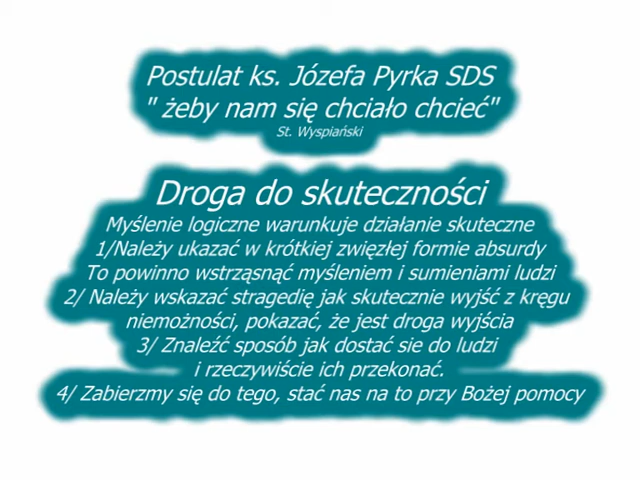 Postulat ks. Józefa Pyrka SDS
" żeby nam się chciało chcieć"
St. Wyspiański
Droga do skuteczności
Myślenie logiczne warunkuje działanie skuteczne
1/Należy ukazać w krótkiej zwięzłej formie absurdy
To powinno wstrząsnąć myśleniem i sumieniami ludzi
2/ Należy wskazać stragedię jak skutecznie wyjść z kręgu
niemożności, pokazać, że jest droga wyjścia
3/ Znaleźć sposób jak dostać sie do ludzi
i rzeczywiście ich przekonać.
4/ Zabierzmy się do tego, stać nas na to przy Bożej pomocy